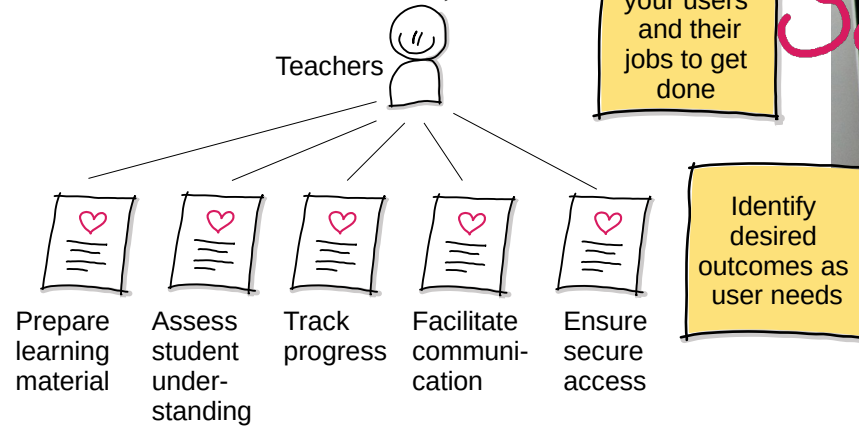 your users
and their
jobs to get
done
Teachers
Identify
desired
outcomes as
user needs
Prepare
learning
material
Assess
student
under-
standing
Track
progress
Facilitate
communi-
cation
Ensure
secure
access